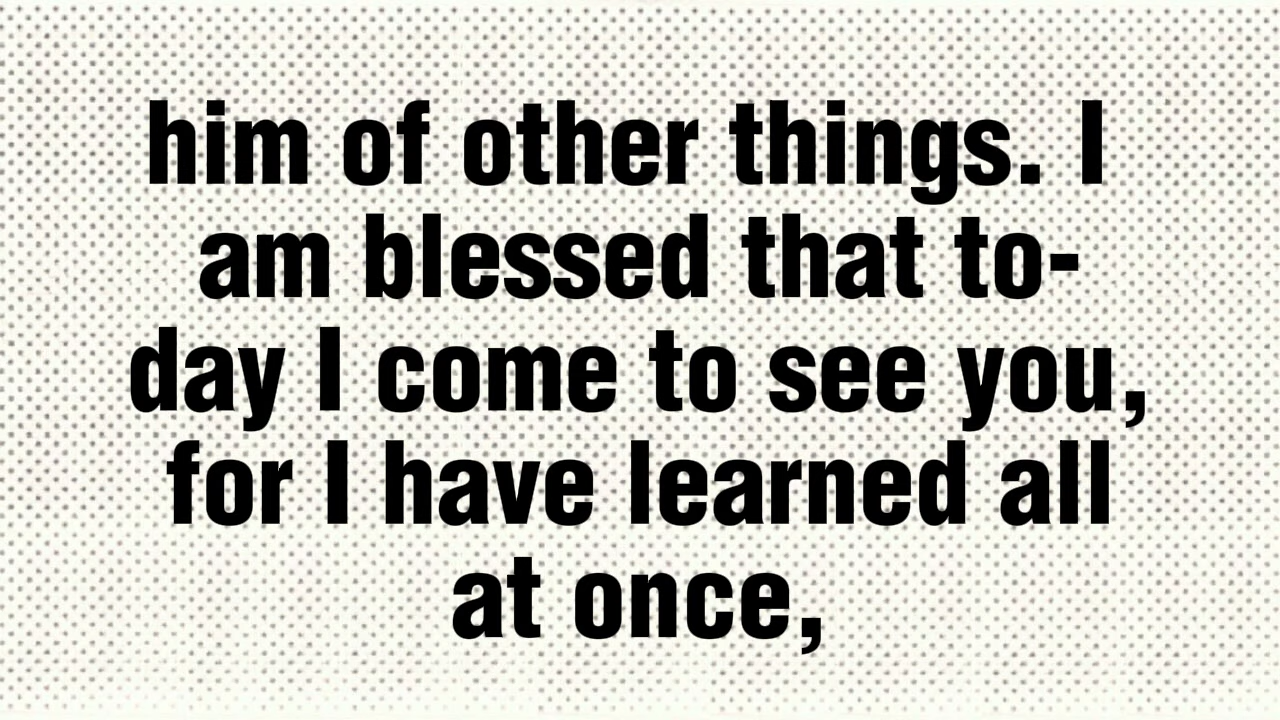 him of other things. I
am blessed that to-
day I come to see you,
for I have learned all
at once,